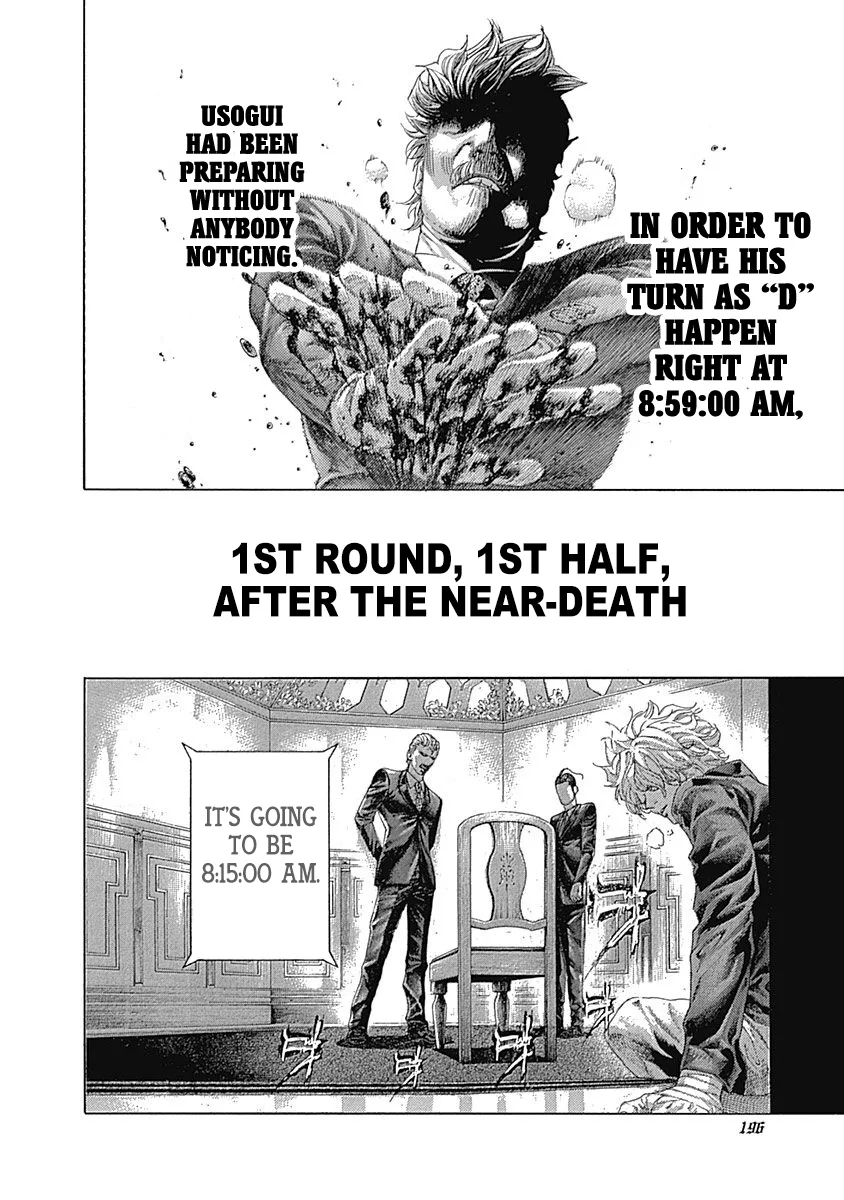 IN ORDER TO
HAVE HIS
TURN AS “D”
HAPPEN
RIGHT AT
8:59:00 AM,
USOGUI
HAD BEEN
PREPARING
WITHOUT
ANYBODY
NOTICING.
1ST ROUND, 1ST HALF,
AFTER THE NEAR-DEATH
IT'S GOING
TO BE
8:15:00 AM.
196